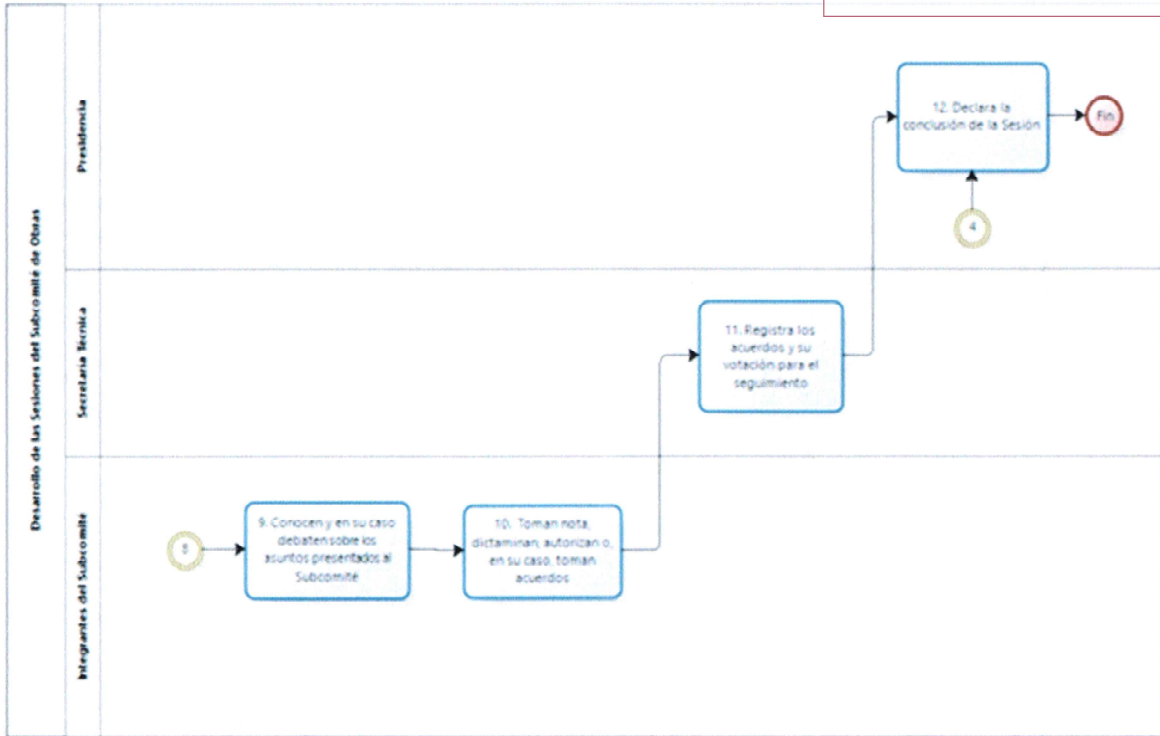 Desarrollo de las Sesiones del Subcomité de Obras
Presidencia
12. Declara la
conclusión de la Sesión
Fin
4
Secretaría Técnica
11. Registra los
acuerdos y su
votación para el
seguimiento
Integrantes del Subcomité
8
9. Conocen y en su caso
debaten sobre los
asuntos presentados al
Subcomité
10. Toman nota,
dictaminan, autorizan o,
en su caso, toman
acuerdos